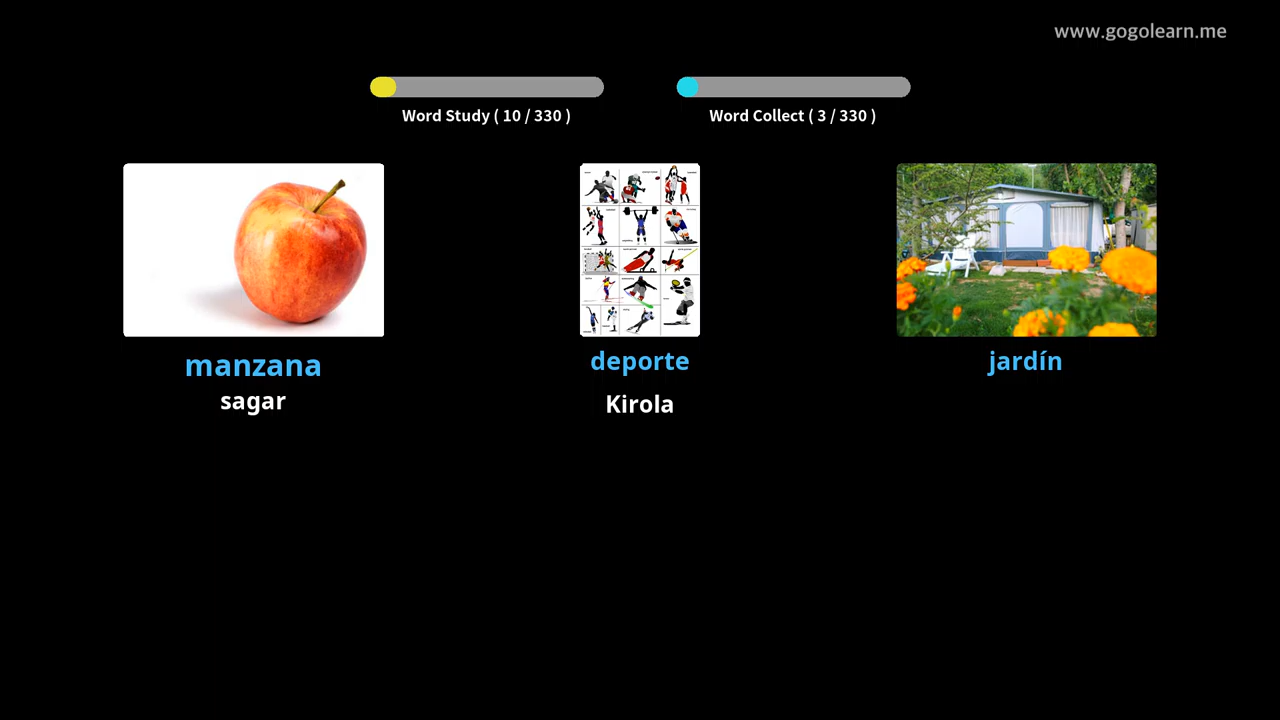 www.gogolearn.me
Word Study ( 10 / 330 )
Word Collect ( 3 / 330 )
manzana
sagar
deporte
Kirola
jardín